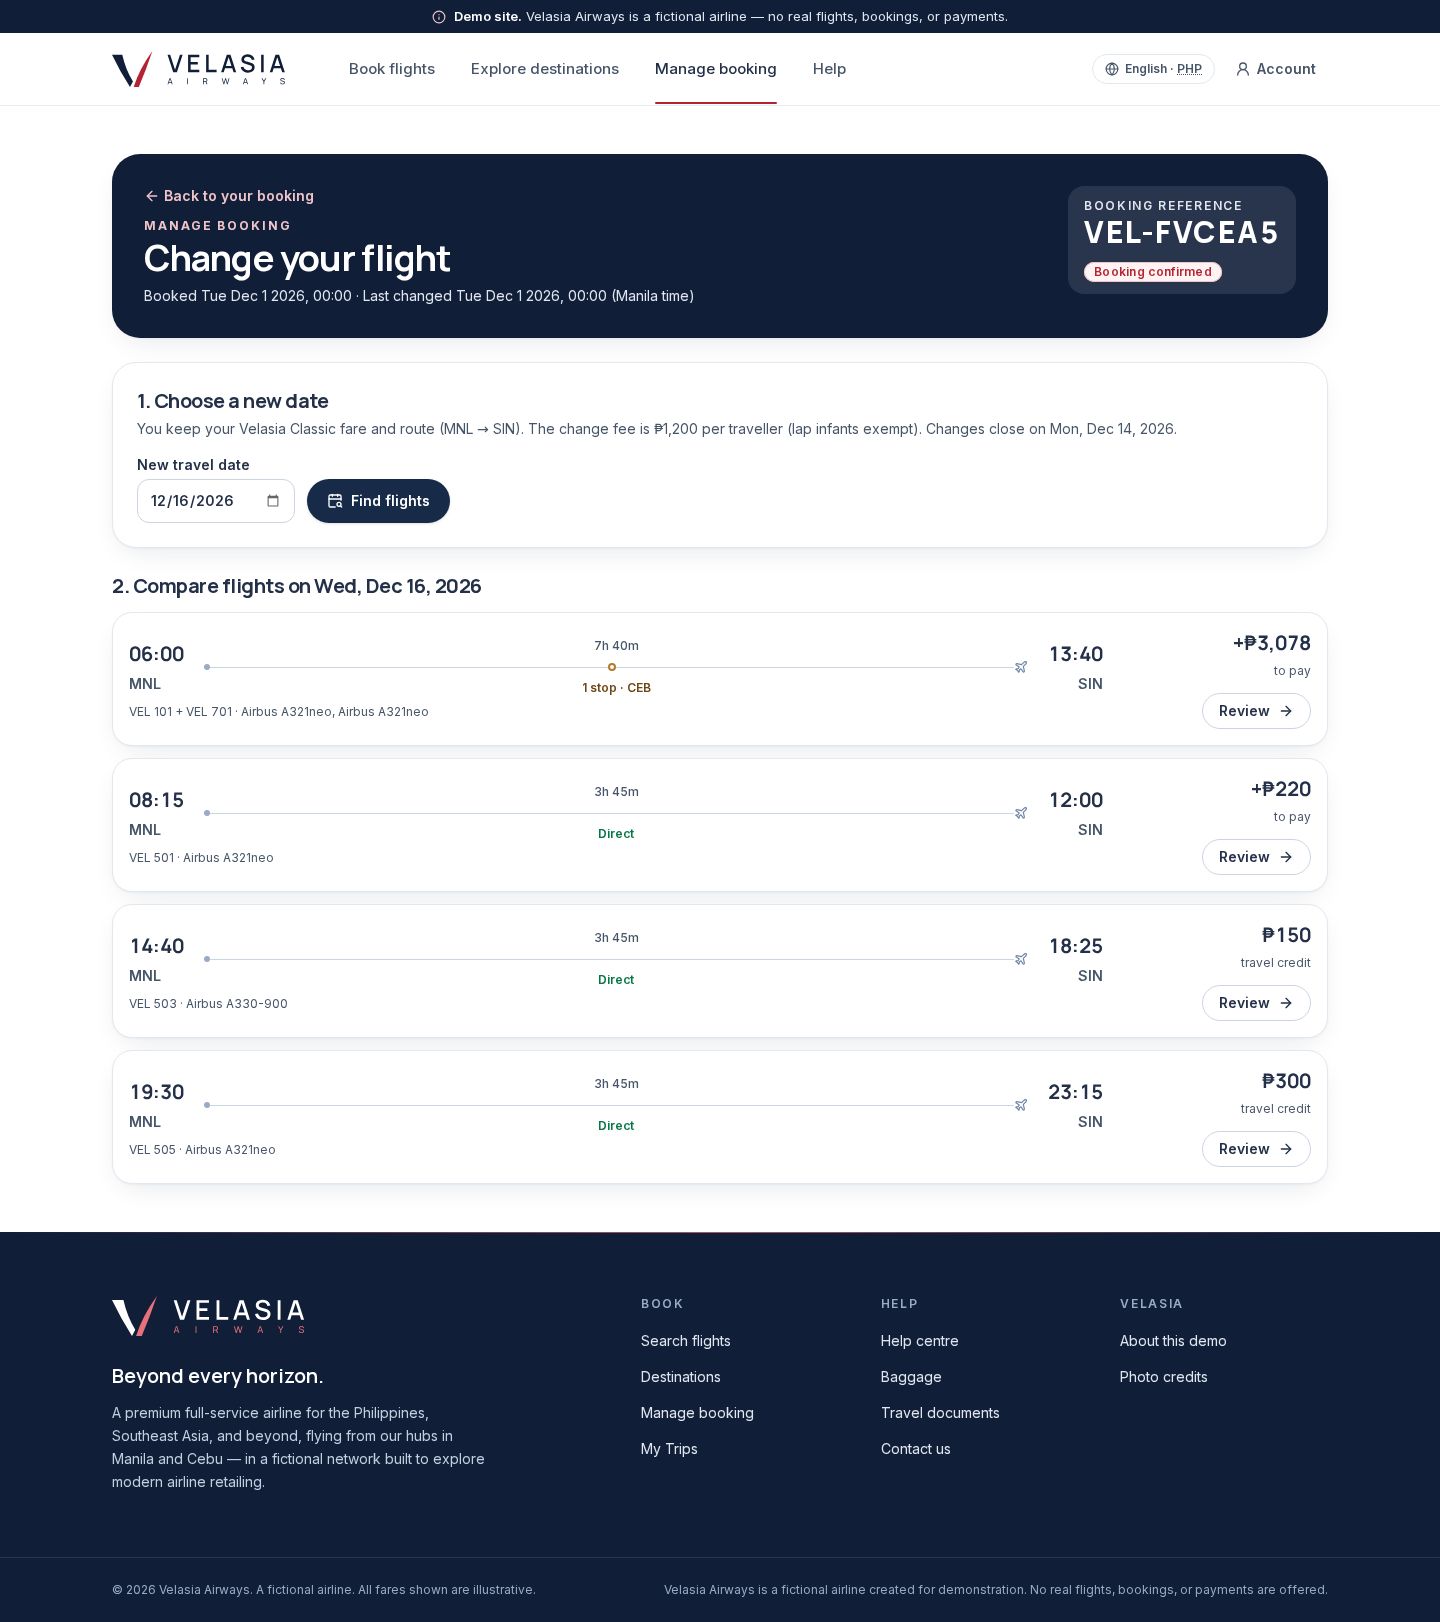 Demo site. Velasia Airways is a fictional airline — no real flights, bookings, or payments.
VELASIA
AIRWAYS
Book flights
Explore destinations
Manage booking
Help
English · PHP
Account
← Back to your booking
MANAGE BOOKING
Change your flight
Booked Tue Dec 1 2026, 00:00 · Last changed Tue Dec 1 2026, 00:00 (Manila time)
BOOKING REFERENCE
VEL-FVCEA5
Booking confirmed
1. Choose a new date
You keep your Velasia Classic fare and route (MNL → SIN). The change fee is ₱1,200 per traveller (lap infants exempt). Changes close on Mon, Dec 14, 2026.
New travel date
12/16/2026
Find flights
2. Compare flights on Wed, Dec 16, 2026
06:00
MNL
7h 40m
1 stop · CEB
13:40
SIN
VEL 101 + VEL 701 · Airbus A321neo, Airbus A321neo
+₱3,078
to pay
Review →
08:15
MNL
3h 45m
Direct
12:00
SIN
VEL 501 · Airbus A321neo
+₱220
to pay
Review →
14:40
MNL
3h 45m
Direct
18:25
SIN
VEL 503 · Airbus A330-900
₱150
travel credit
Review →
19:30
MNL
3h 45m
Direct
23:15
SIN
VEL 505 · Airbus A321neo
₱300
travel credit
Review →
VELASIA
AIRWAYS
Beyond every horizon.
A premium full-service airline for the Philippines,
Southeast Asia, and beyond, flying from our hubs in
Manila and Cebu — in a fictional network built to explore
modern airline retailing.
BOOK
Search flights
Destinations
Manage booking
My Trips
HELP
Help centre
Baggage
Travel documents
Contact us
VELASIA
About this demo
Photo credits
© 2026 Velasia Airways. A fictional airline. All fares shown are illustrative.
Velasia Airways is a fictional airline created for demonstration. No real flights, bookings, or payments are offered.